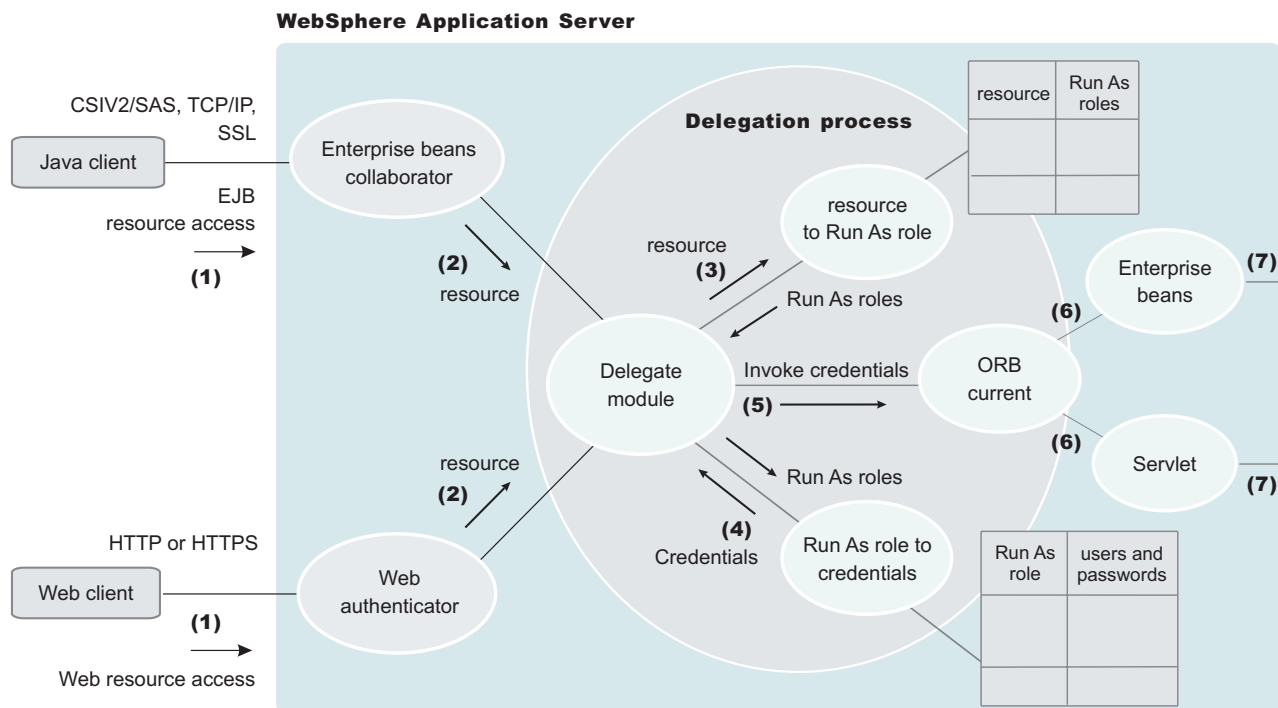 WebSphere Application Server
CSIV2/SAS, TCP/IP,
SSL
Java client
EJB
resource access
(1)
Enterprise beans
collaborator
(2)
resource
Delegation process
resource
Run As
roles
resource
to Run As role
resource
(3)
Run As roles
Enterprise
beans
(7)
(6)
Delegate
module
Invoke credentials
(5)
ORB
current
(6)
Servlet
(7)
resource
(2)
Run As roles
(4)
Credentials
Run As role to
credentials
Run As
role
users and
passwords
HTTP or HTTPS
Web client
(1)
Web resource access
Web
authenticator